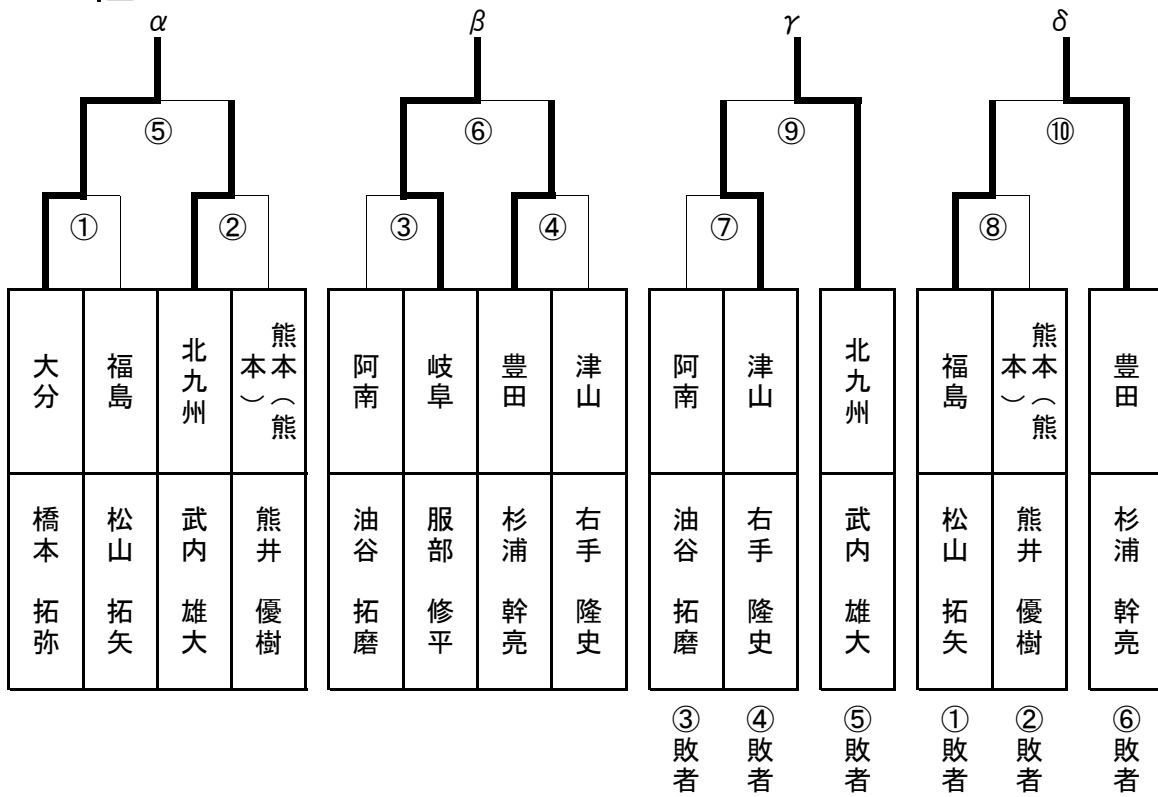 α β γ δ
⑤ ⑥ ⑨ ⑩
① ② ③ ④ ⑦ ⑧
大分
福島
北九州
熊本(熊本)
阿南
岐阜
豊田
津山
阿南
津山
北九州
福島
熊本(熊本)
豊田
橋本 拓弥
松山 拓矢
武内 雄大
熊井 優樹
油谷 拓磨
服部 修平
杉浦 幹亮
右手 隆史
油谷 拓磨
右手 隆史
武内 雄大
松山 拓矢
熊井 優樹
杉浦 幹亮
③敗者
④敗者
⑤敗者
①敗者
②敗者
⑥敗者